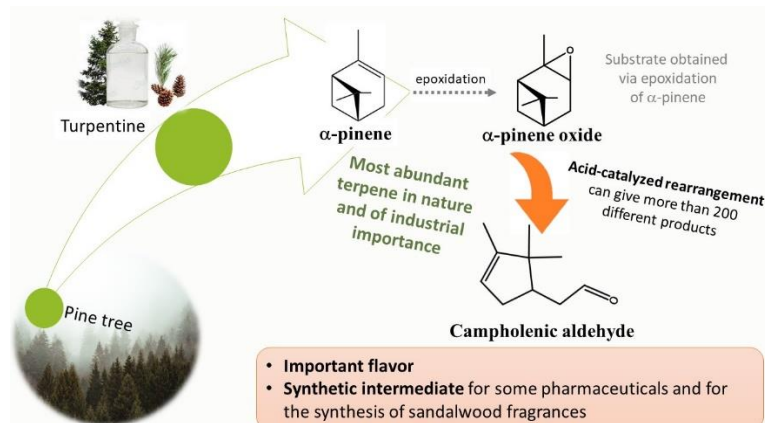 Turpentine
Pine tree
α-pinene
epoxidation
O
α-pinene oxide
Substrate obtained
via epoxidation
of α-pinene
Most abundant
terpene in nature
and of industrial
importance
Acid-catalyzed rearrangement
can give more than 200
different products
O
Campholenic aldehyde
• Important flavor
• Synthetic intermediate for some pharmaceuticals and for
the synthesis of sandalwood fragrances